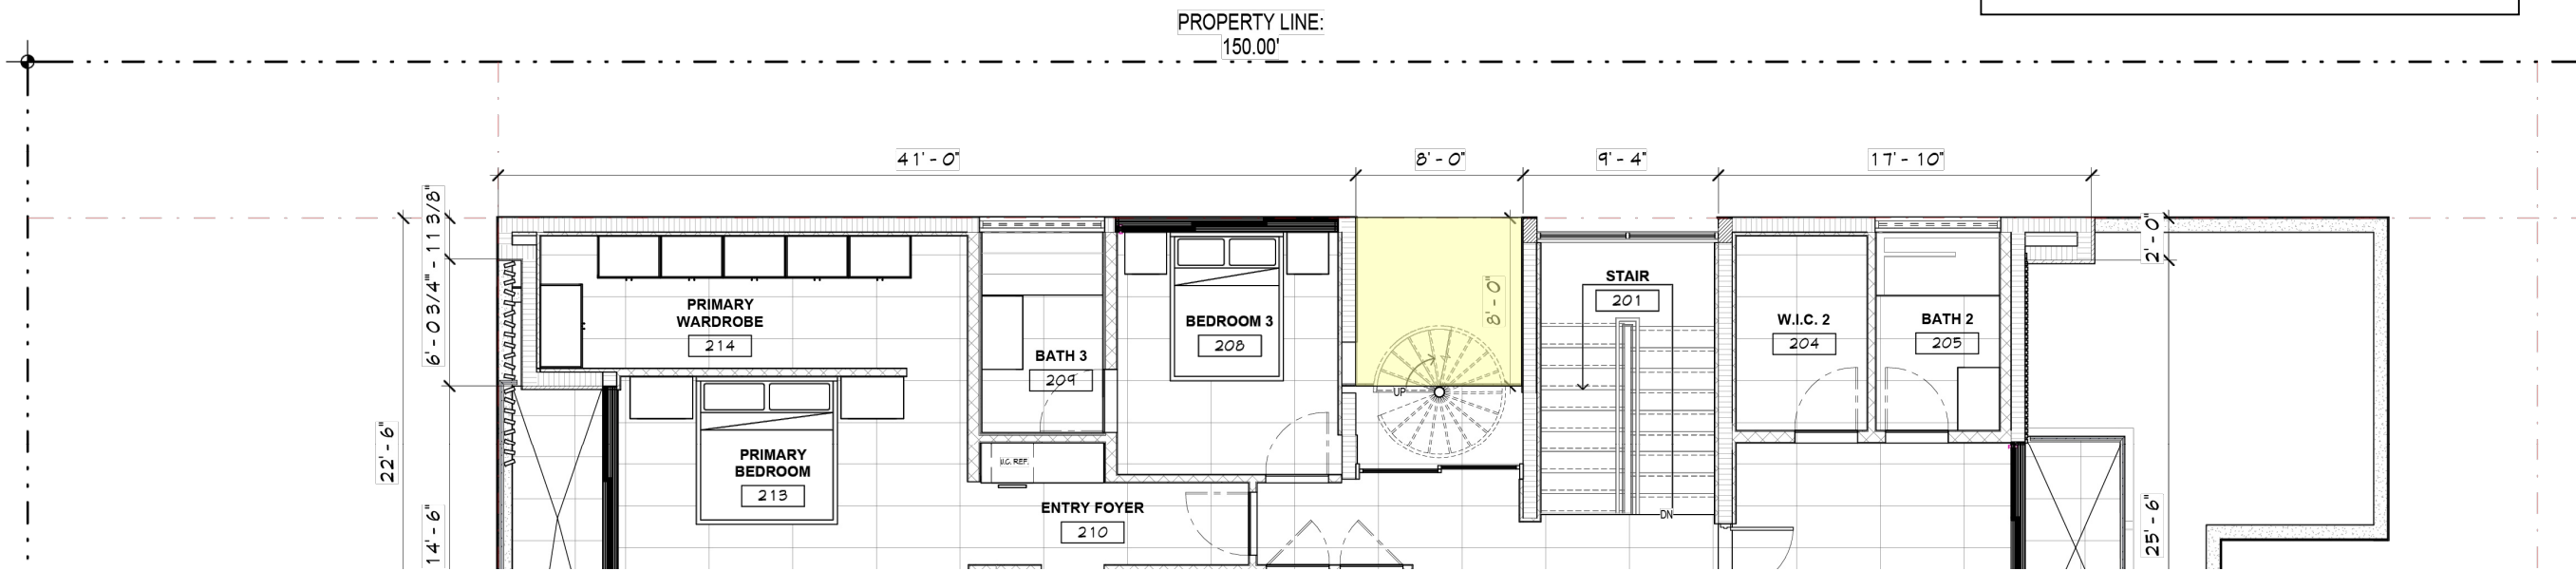 PROPERTY LINE:
150.00'
41'-0"
8'-0"
9'-4"
17'-10"
11 3/8"
6'-0 3/4"
22'-6"
14'-6"
2'-0"
25'-6"
8'-0"
PRIMARY
WARDROBE
214
BATH 3
209
BEDROOM 3
208
UP
STAIR
201
DN
W.I.C. 2
204
BATH 2
205
PRIMARY
BEDROOM
213
U.C. REF.
ENTRY FOYER
210